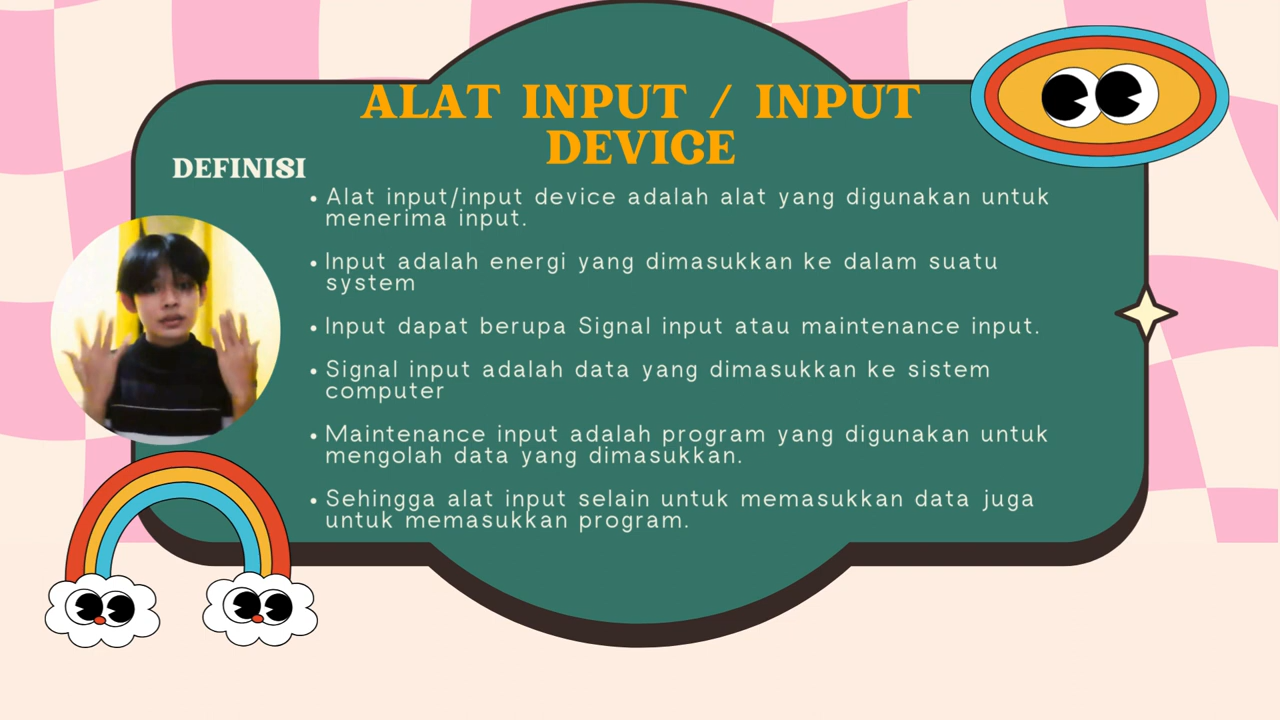 ALAT INPUT / INPUT
DEVICE
DEFINISI
• Alat input/input device adalah alat yang digunakan untuk
menerima input.
• Input adalah energi yang dimasukkan ke dalam suatu
system
• Input dapat berupa Signal input atau maintenance input.
• Signal input adalah data yang dimasukkan ke sistem
computer
• Maintenance input adalah program yang digunakan untuk
mengolah data yang dimasukkan.
• Sehingga alat input selain untuk memasukkan data juga
untuk memasukkan program.